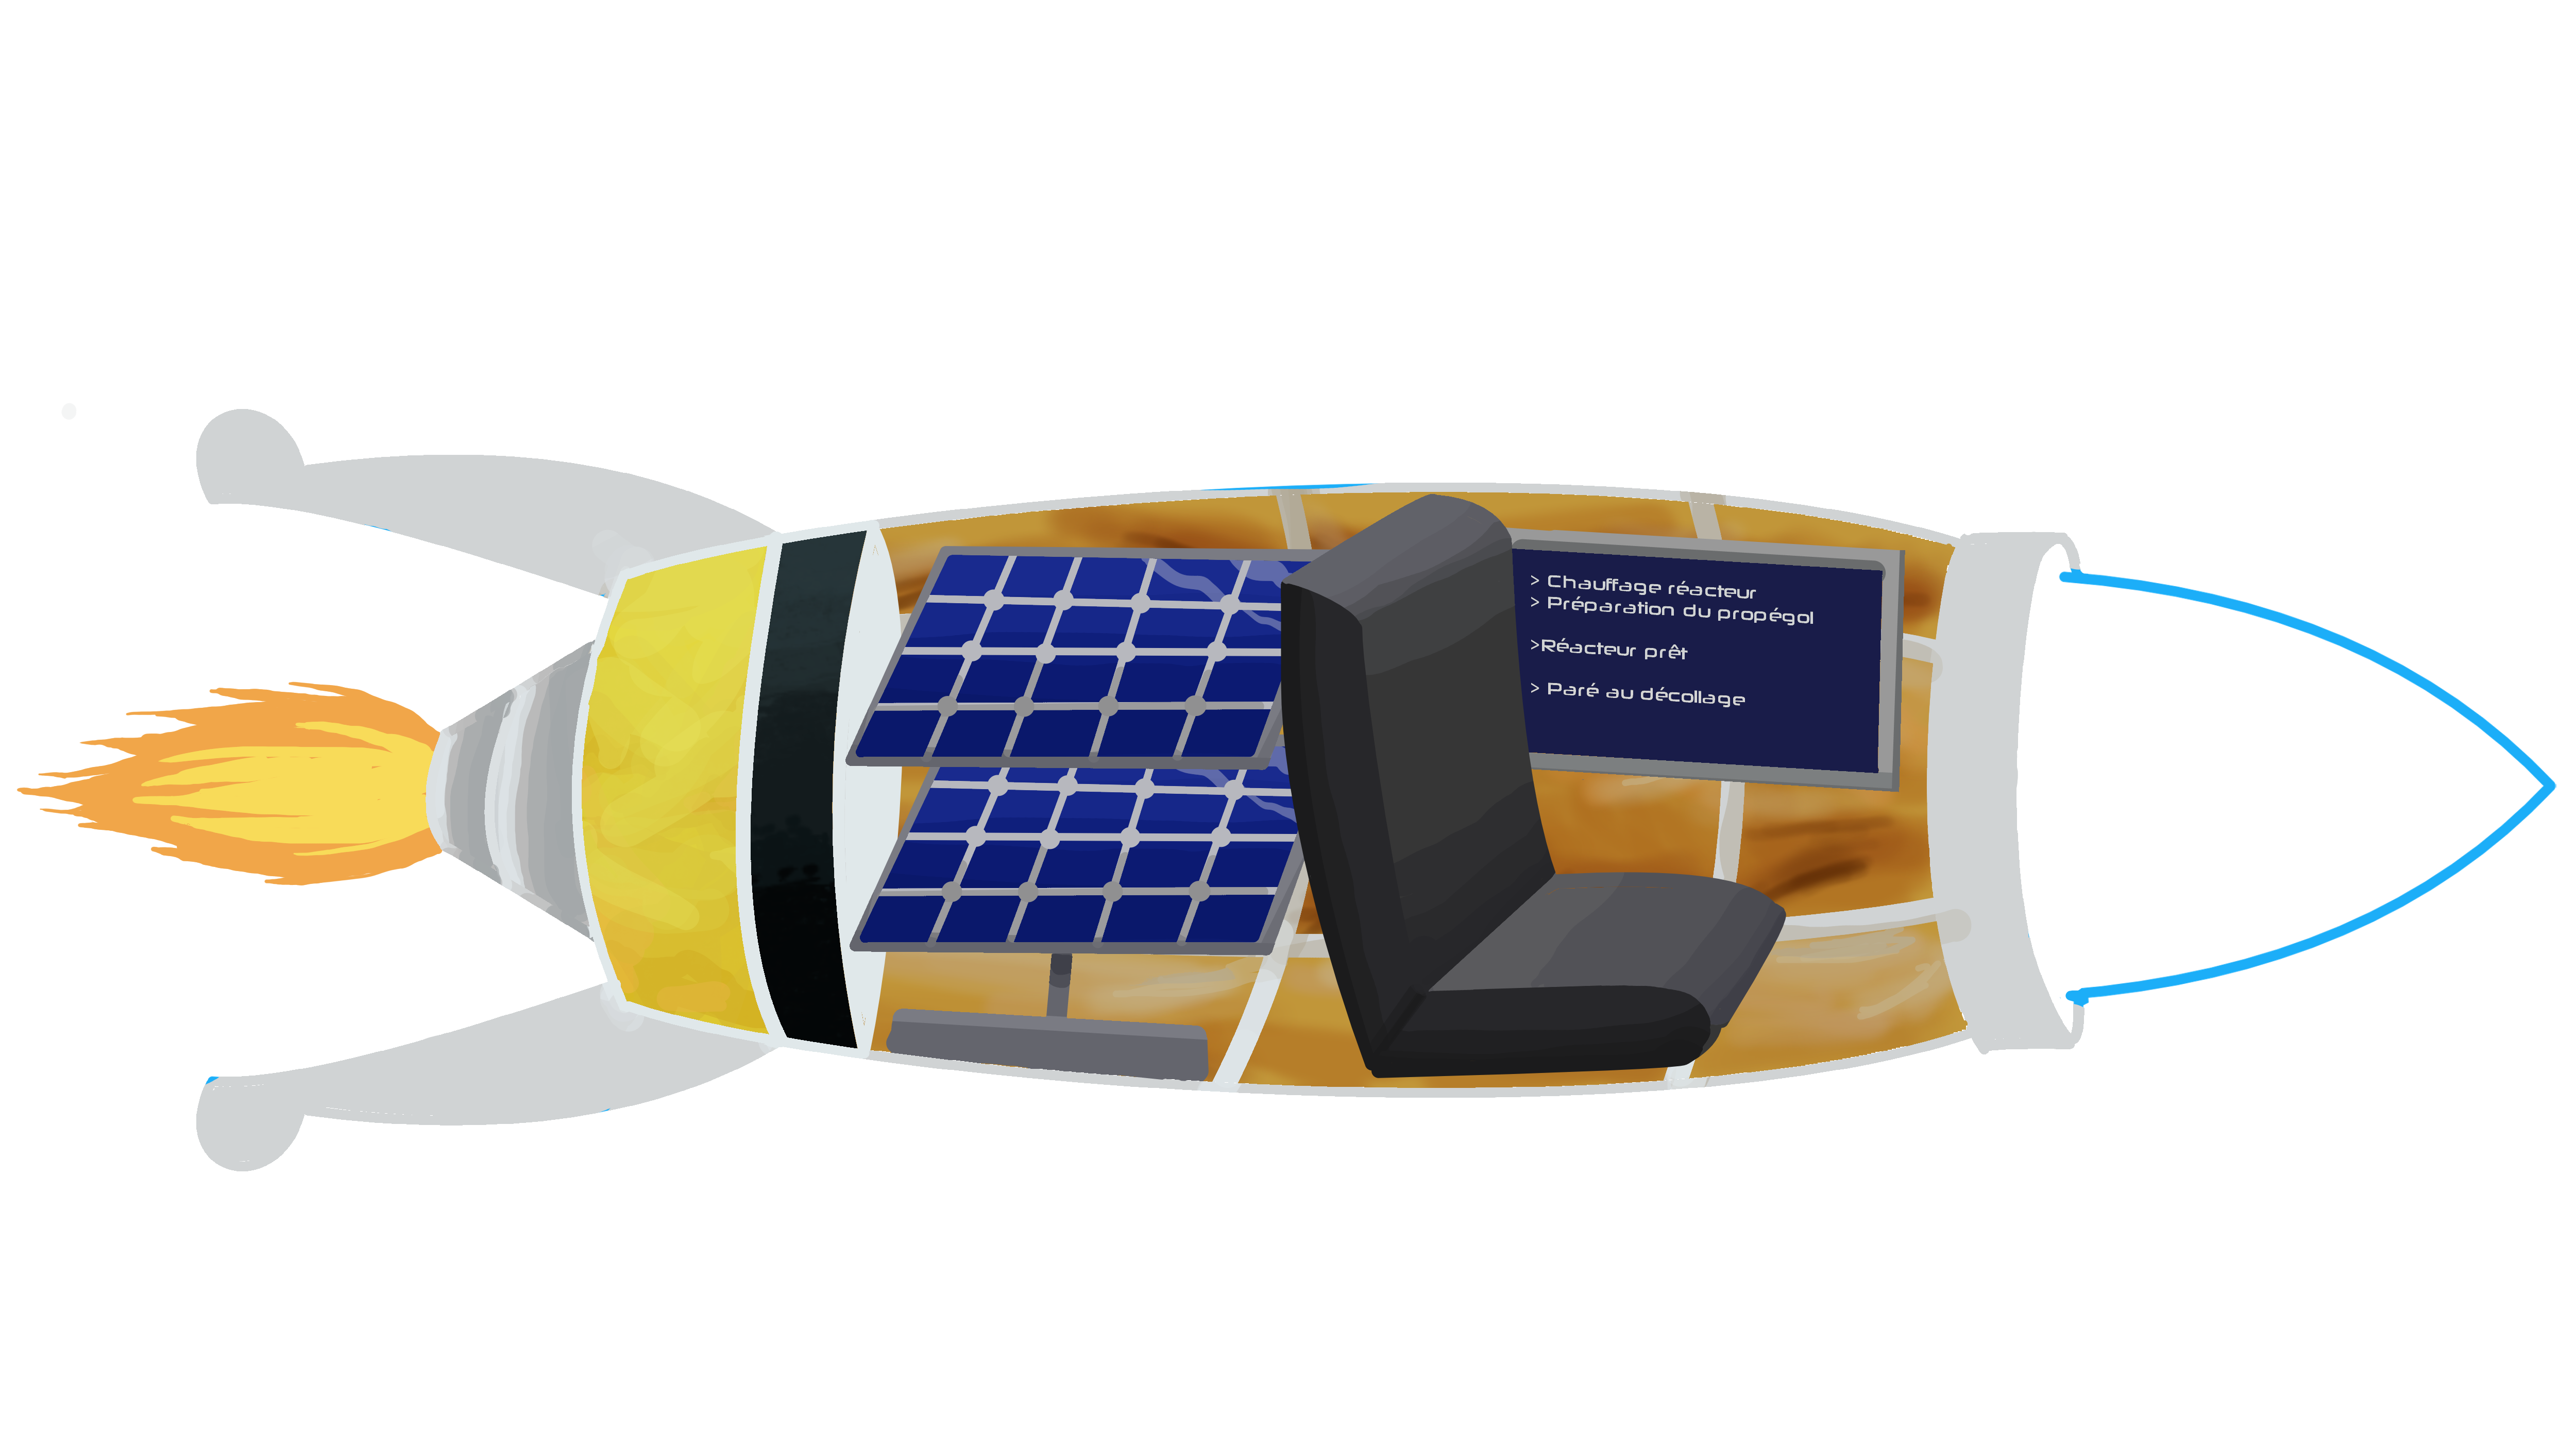 > Chauffage réacteur
> Préparation du propégol
>Réacteur prêt
> Paré au décollage